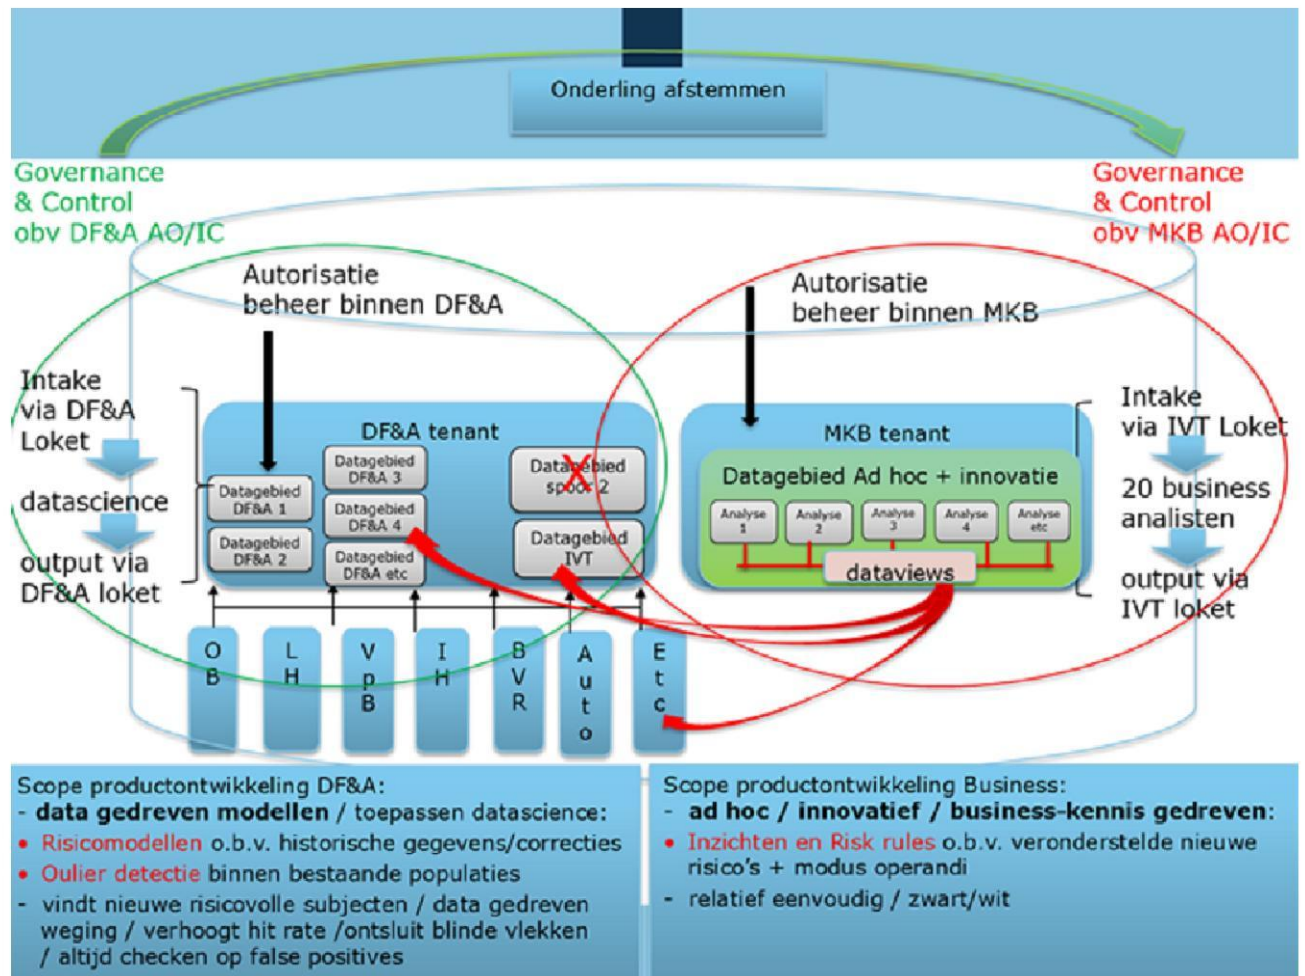 Onderling afstemmen
Governance
& Control
obv DF&A AO/IC
Governance
& Control
obv MKB AO/IC
Autorisatie
beheer binnen DF&A
Autorisatie
beheer binnen MKB
Intake
via DF&A
Loket
datascience
output via
DF&A loket
DF&A tenant
Datagebied
DF&A 1
Datagebied
DF&A 2
Datagebied
DF&A 3
Datagebied
DF&A 4
Datagebied
DF&A etc
Datagebied
spoor 2
Datagebied
IVT
MKB tenant
Datagebied Ad hoc + innovatie
Analyse
1
Analyse
2
Analyse
3
Analyse
4
Analyse
etc
dataviews
Intake
via IVT Loket
20 business
analisten
output via
IVT loket
OB
LH
VpB
IH
BVR
Auto
Etc
Scope productontwikkeling DF&A:
- data gedreven modellen / toepassen datascience:
• Risicomodellen o.b.v. historische gegevens/correcties
• Oulier detectie binnen bestaande populaties
- vindt nieuwe risicovolle subjecten / data gedreven
weging / verhoogt hit rate /ontsluit blinde vlekken
/ altijd checken op false positives
Scope productontwikkeling Business:
- ad hoc / innovatief / business-kennis gedreven:
• Inzichten en Risk rules o.b.v. veronderstelde nieuwe
risico's + modus operandi
- relatief eenvoudig / zwart/wit